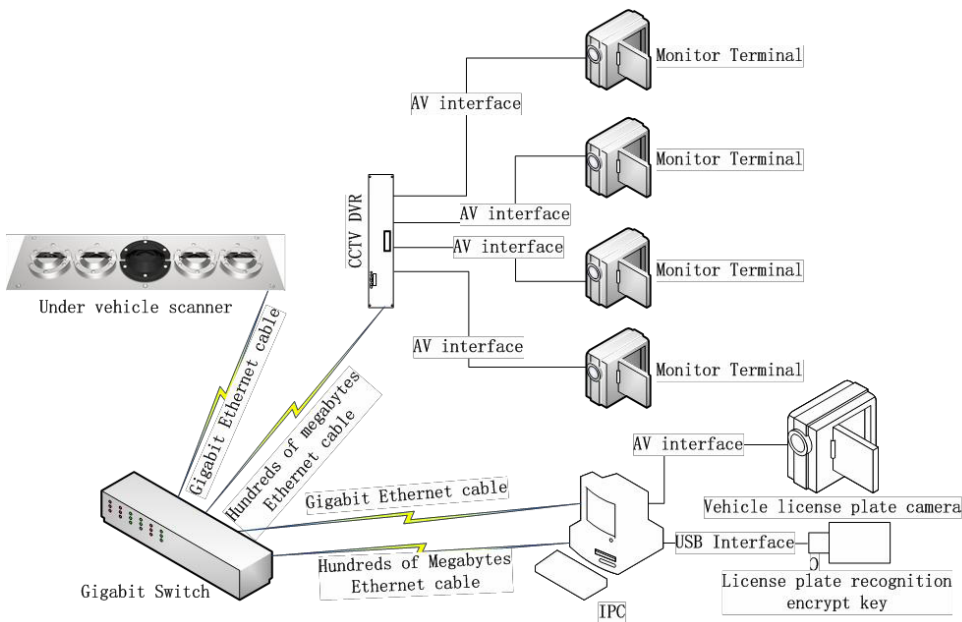 Monitor Terminal
AV interface
Monitor Terminal
CCTV DVR
AV interface
AV interface
Monitor Terminal
Under vehicle scanner
AV interface
Monitor Terminal
Gigabit Ethernet cable
Hundreds of megabytes
Ethernet cable
AV interface
Gigabit Ethernet cable
Vehicle license plate camera
USB Interface
Hundreds of Megabytes
Ethernet cable
License plate recognition
encrypt key
Gigabit Switch
IPC